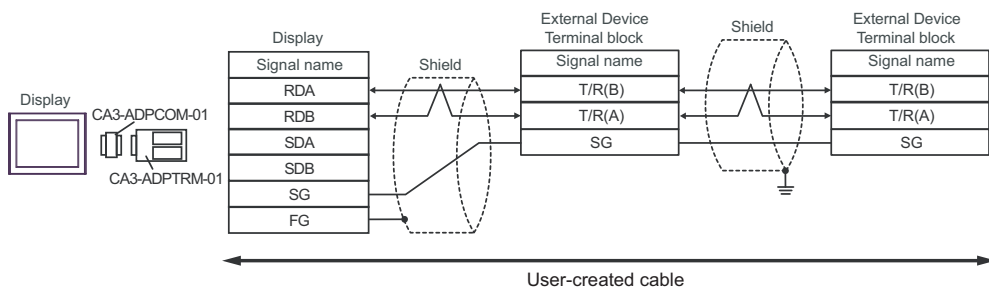 Display
CA3-ADPCOM-01
CA3-ADPTRM-01
Display
Signal name
RDA
RDB
SDA
SDB
SG
FG
Shield
External Device
Terminal block
Signal name
T/R(B)
T/R(A)
SG
Shield
External Device
Terminal block
Signal name
T/R(B)
T/R(A)
SG
User-created cable